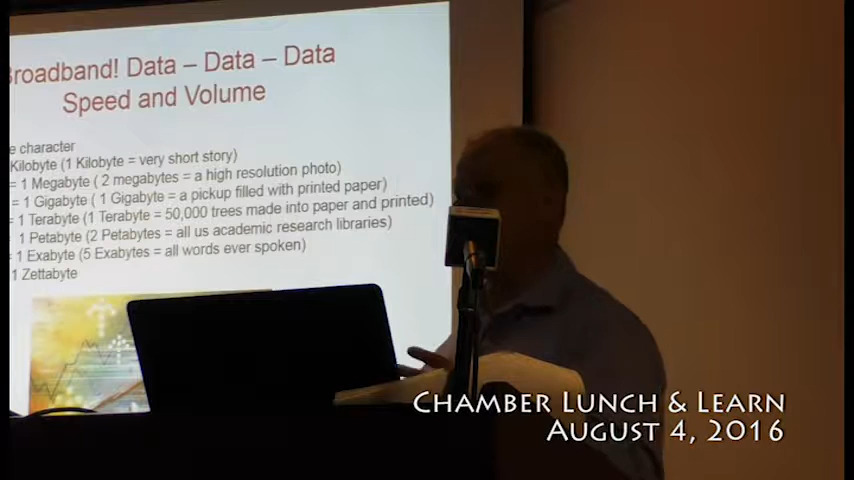 Broadband! Data – Data – Data
Speed and Volume
e character
Kilobyte (1 Kilobyte = very short story)
= 1 Megabyte ( 2 megabytes = a high resolution photo)
= 1 Gigabyte ( 1 Gigabyte = a pickup filled with printed paper)
= 1 Terabyte (1 Terabyte = 50,000 trees made into paper and printed)
1 Petabyte (2 Petabytes = all us academic research libraries)
= 1 Exabyte (5 Exabytes = all words ever spoken)
1 Zettabyte
Chamber Lunch & Learn
August 4, 2016